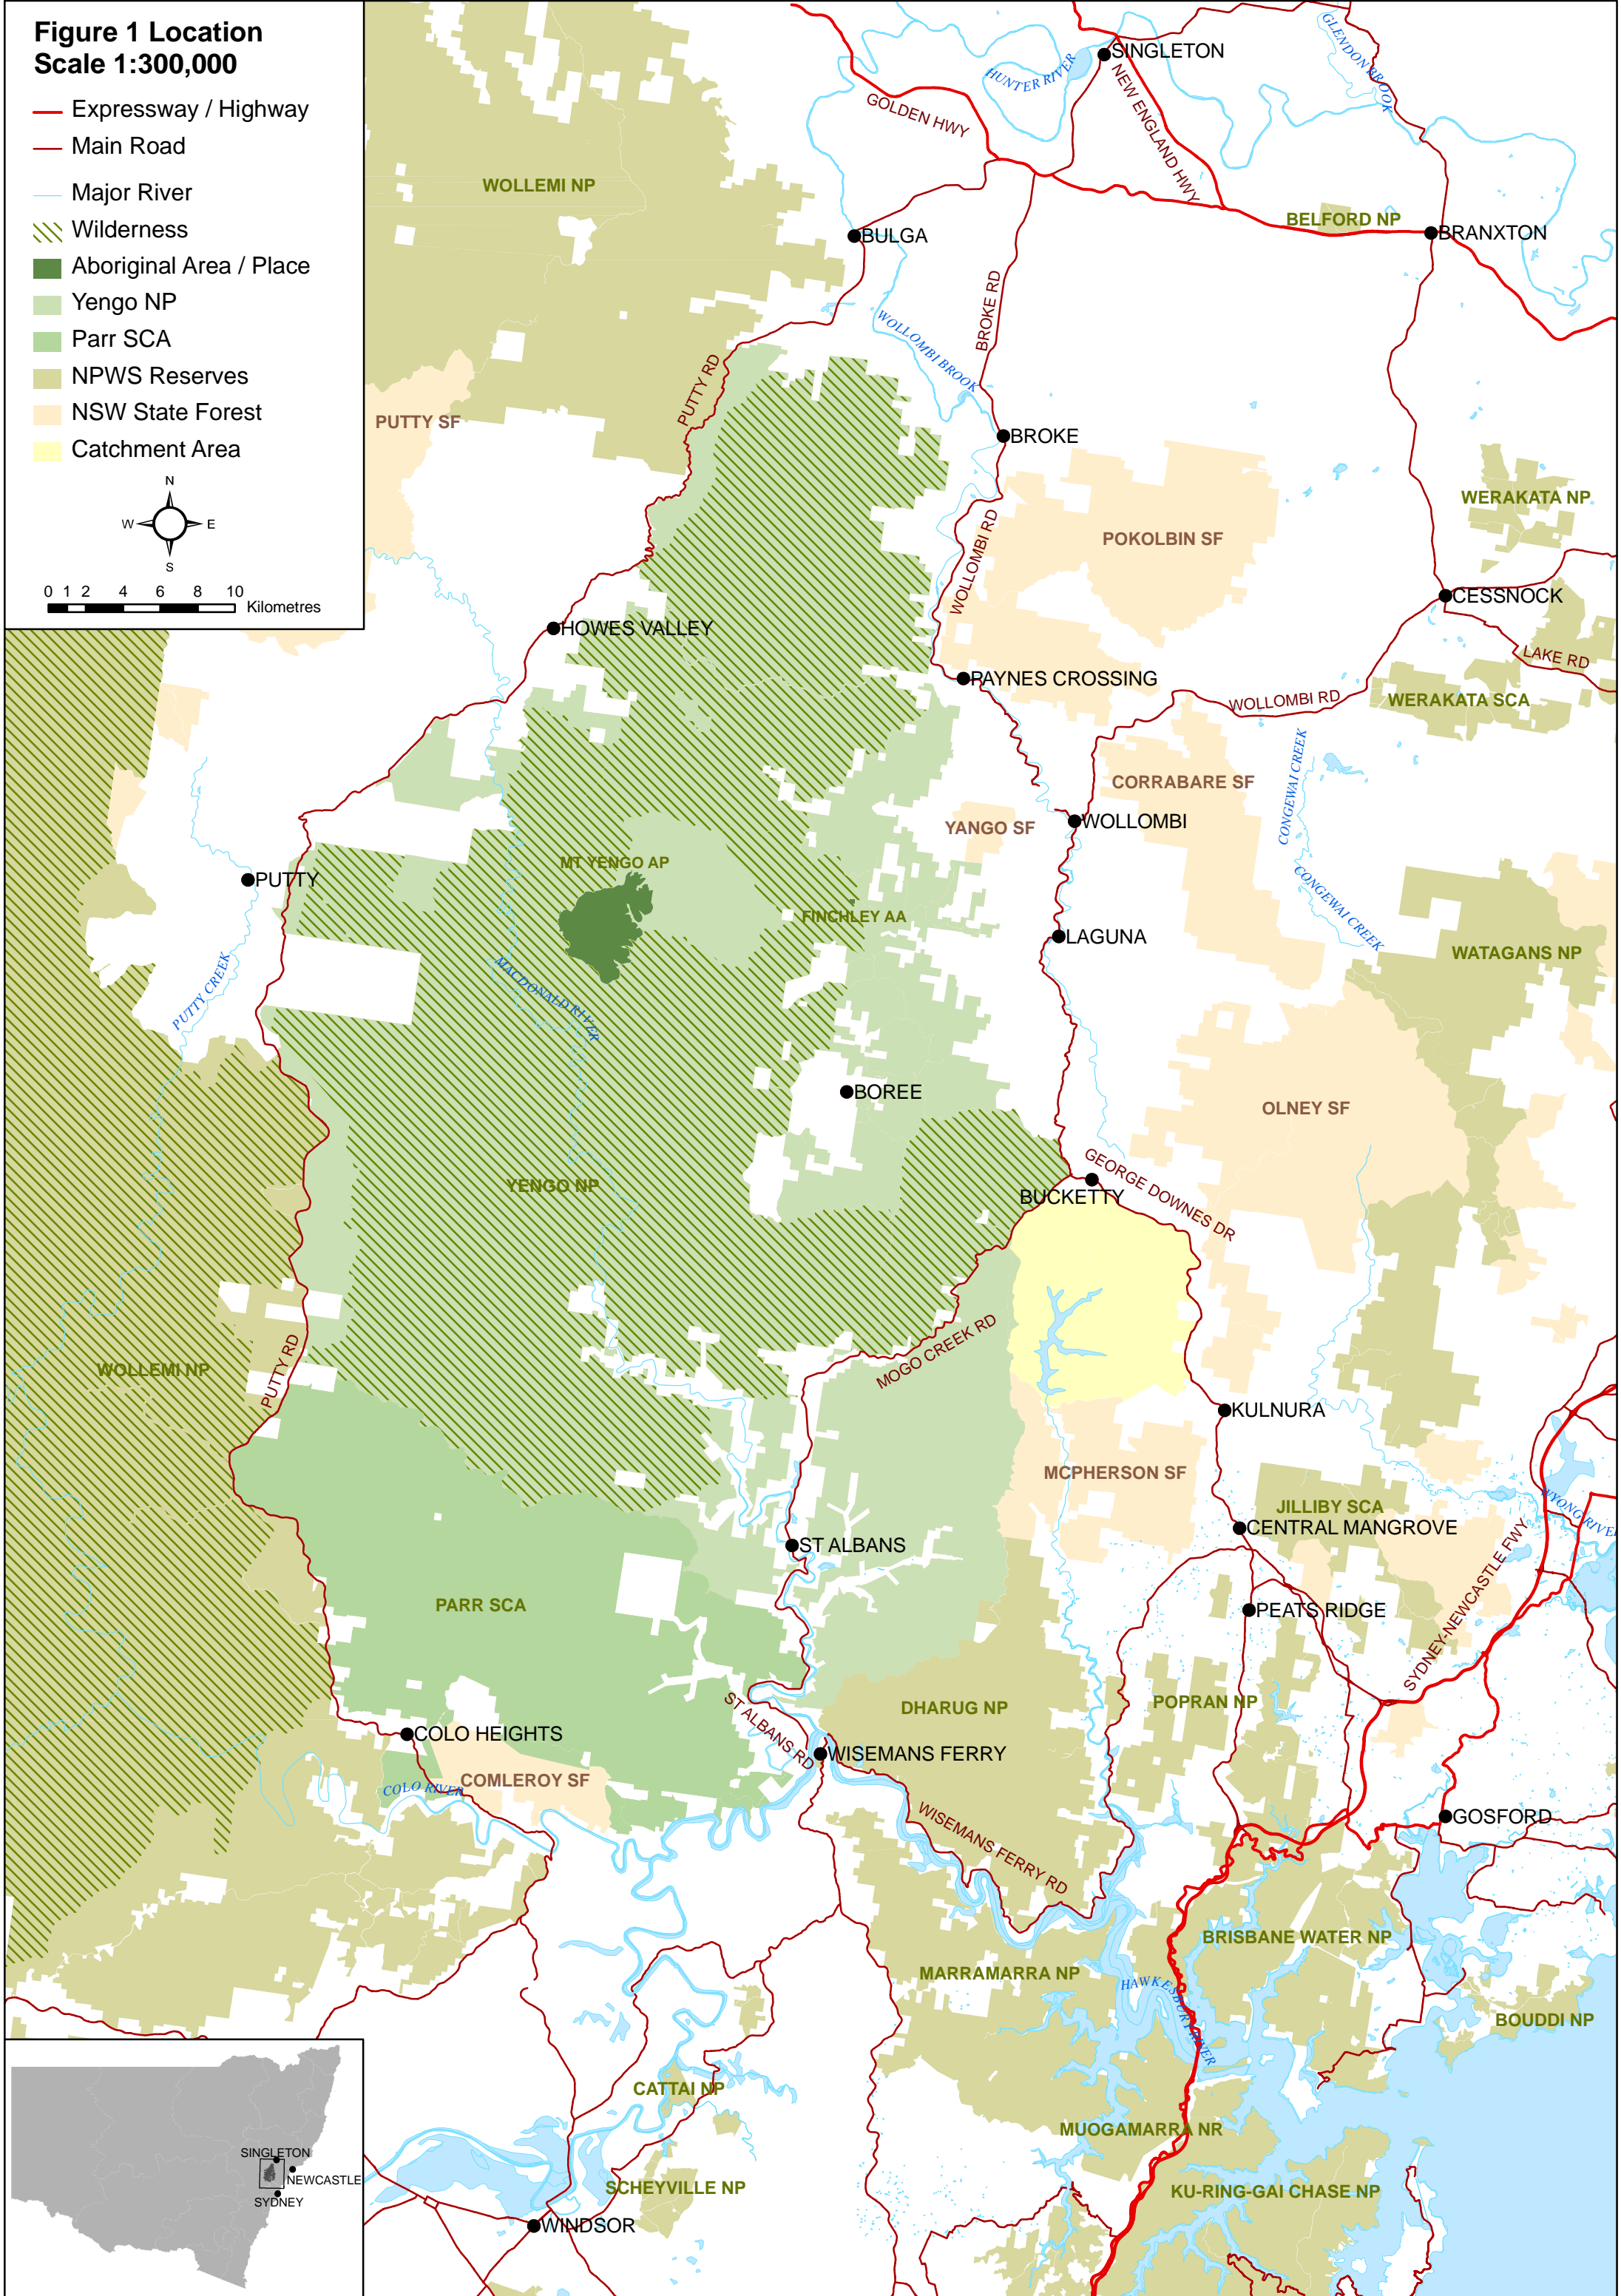 Figure 1 Location
Scale 1:300,000
Expressway / Highway
Main Road
Major River
Wilderness
Aboriginal Area / Place
Yengo NP
Parr SCA
NPWS Reserves
NSW State Forest
Catchment Area
N
W
E
S
0 1 2 4 6 8 10
Kilometres
SINGLETON
GLENDON BROOK
HUNTER RIVER
NEW ENGLAND HWY
GOLDEN HWY
WOLLEMI NP
BELFORD NP
BULGA
BRANXTON
BROKE RD
WOLLOMBI BROOK
PUTTY RD
PUTTY SF
BROKE
WERAKATA NP
POKOLBIN SF
WOLLOMBI RD
CESSNOCK
HOWES VALLEY
LAKE RD
PAYNES CROSSING
WOLLOMBI RD
WERAKATA SCA
CORRABARE SF
CONGEWAI CREEK
YANGO SF
WOLLOMBI
MT YENGO AP
PUTTY
FINCHLEY AA
CONGEWAI CREEK
LAGUNA
WATAGANS NP
PUTTY CREEK
MACDONALD RIVER
BOREE
OLNEY SF
YENGO NP
GEORGE DOWNES DR
BUCKETTY
MOGO CREEK RD
WOLLEMI NP
PUTTY RD
KULNURA
MCPHERSON SF
JILLIBY SCA
WYONG RIVER
CENTRAL MANGROVE
ST ALBANS
SYDNEY-NEWCASTLE FWY
PARR SCA
PEATS RIDGE
POPRAN NP
DHARUG NP
ST ALBANS RD
COLO HEIGHTS
WISEMANS FERRY
COMLEROY SF
COLO RIVER
WISEMANS FERRY RD
GOSFORD
BRISBANE WATER NP
MARRAMARRA NP
HAWKESBURY RIVER
BOUDDI NP
CATTAI NP
MUOGAMARRA NR
SCHEYVILLE NP
KU-RING-GAI CHASE NP
WINDSOR
SINGLETON
NEWCASTLE
SYDNEY